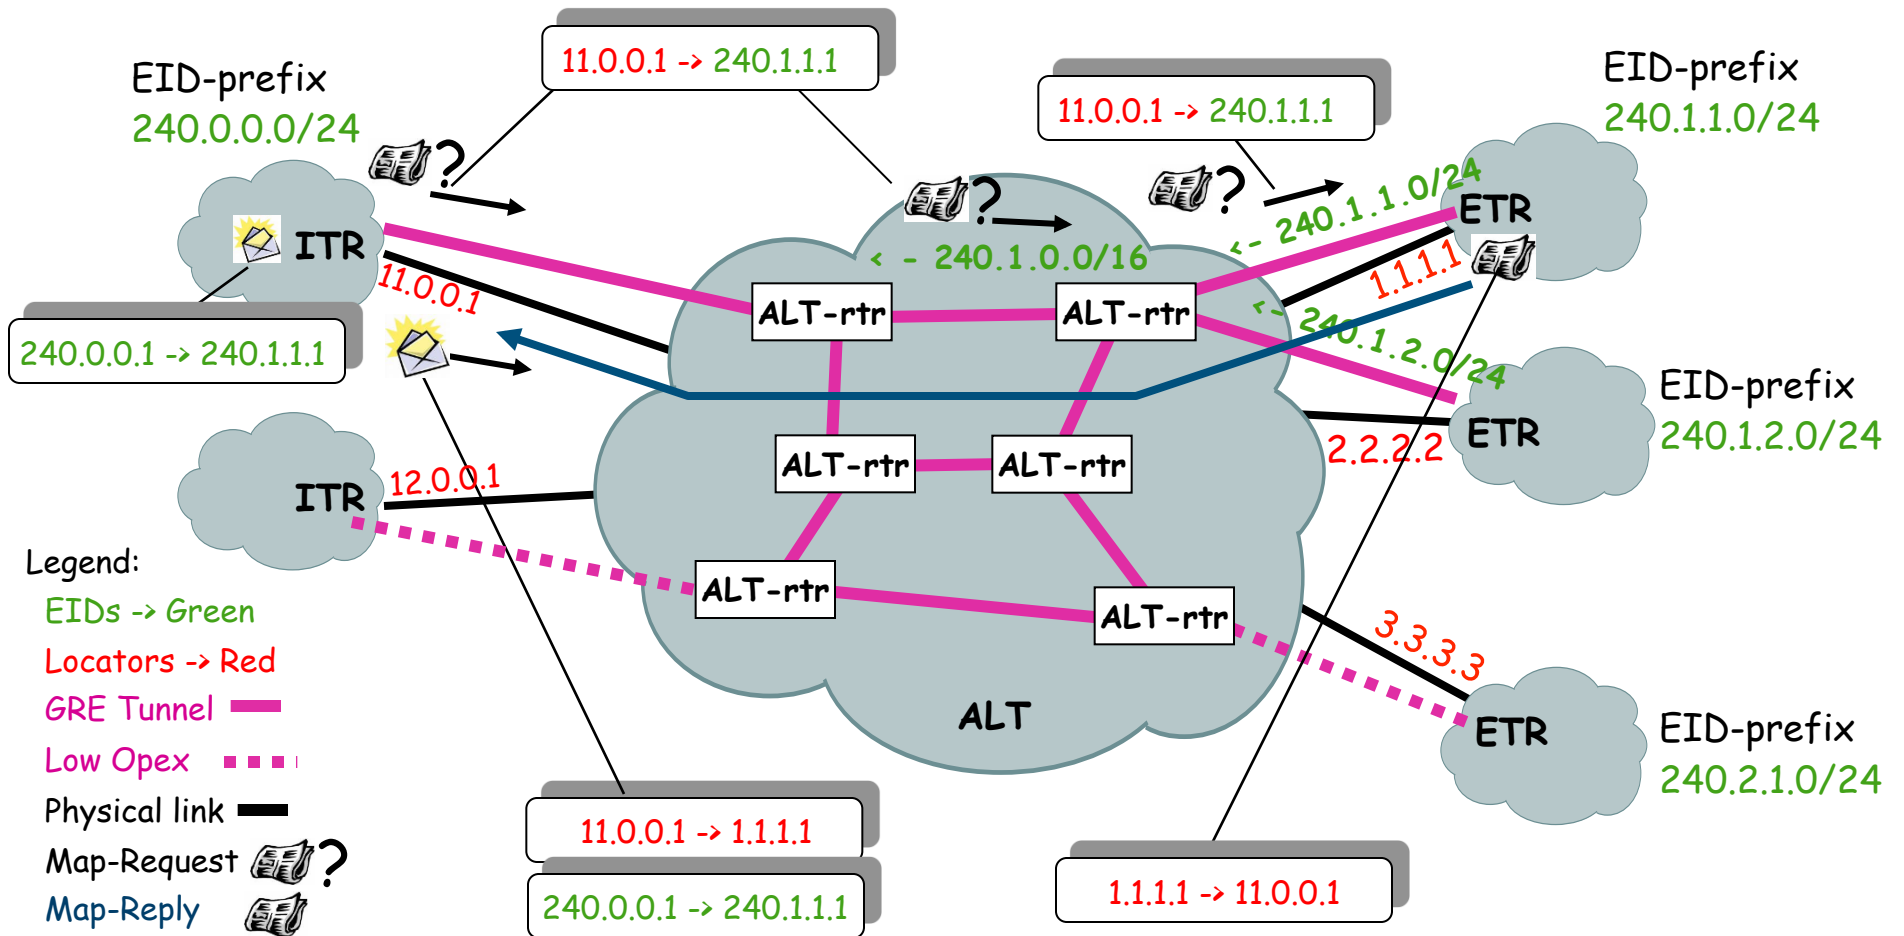 11.0.0.1 -> 240.1.1.1
EID-prefix
240.0.0.0/24
?
11.0.0.1 -> 240.1.1.1
EID-prefix
240.1.1.0/24
?
?
ITR
11.0.0.1
240.0.0.1 -> 240.1.1.1
<- 240.1.0.0/16
<- 240.1.1.0/24
ETR
1.1.1.1
<- 240.1.2.0/24
ALT-rtr
ALT-rtr
EID-prefix
240.1.2.0/24
ETR
2.2.2.2
ITR
12.0.0.1
ALT-rtr
ALT-rtr
ALT-rtr
ALT-rtr
ALT
3.3.3.3
ETR
EID-prefix
240.2.1.0/24
Legend:
EIDs -> Green
Locators -> Red
GRE Tunnel
Low Opex
Physical link
Map-Request ?
Map-Reply
11.0.0.1 -> 1.1.1.1
240.0.0.1 -> 240.1.1.1
1.1.1.1 -> 11.0.0.1